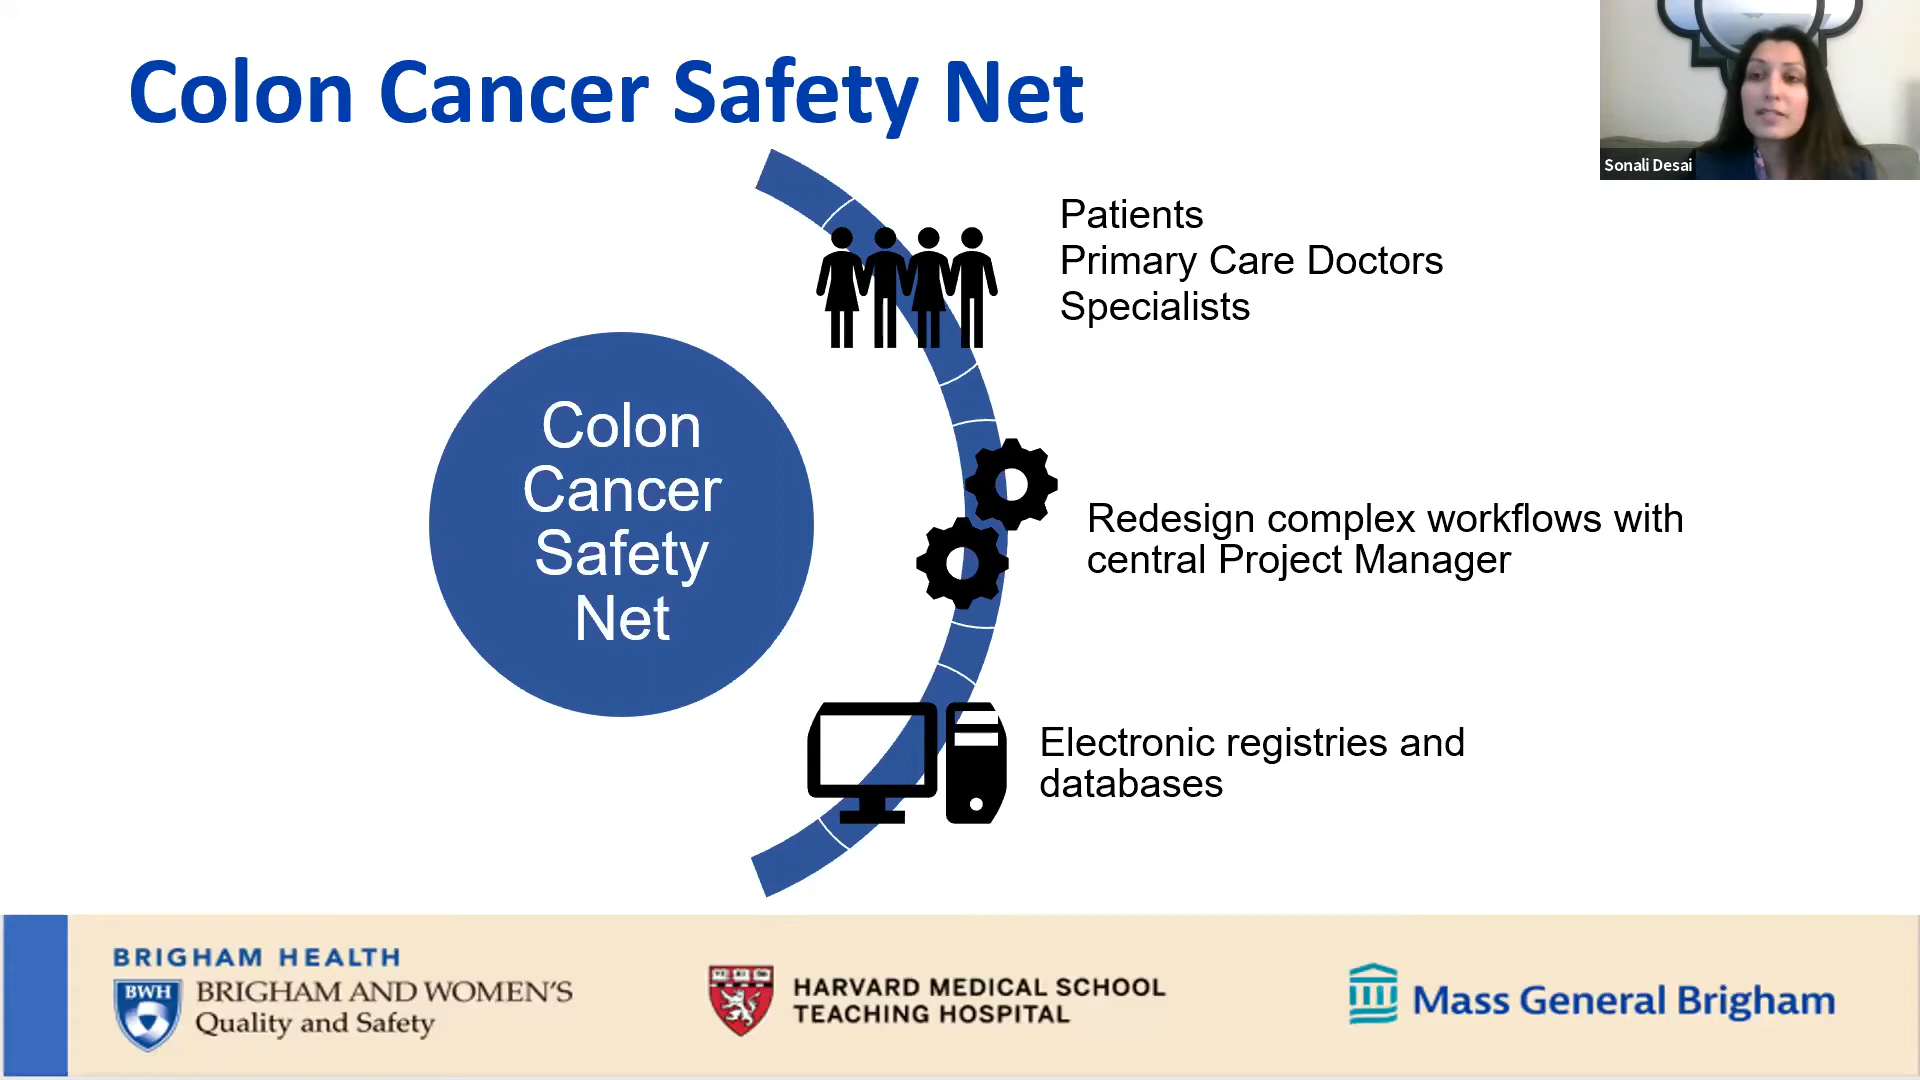 Colon Cancer Safety Net
Sonali Desai
Patients
Primary Care Doctors
Specialists
Colon
Cancer
Safety
Net
Redesign complex workflows with
central Project Manager
Electronic registries and
databases
BRIGHAM HEALTH
BWH
BRIGHAM AND WOMEN'S
Quality and Safety
HARVARD MEDICAL SCHOOL
TEACHING HOSPITAL
Mass General Brigham